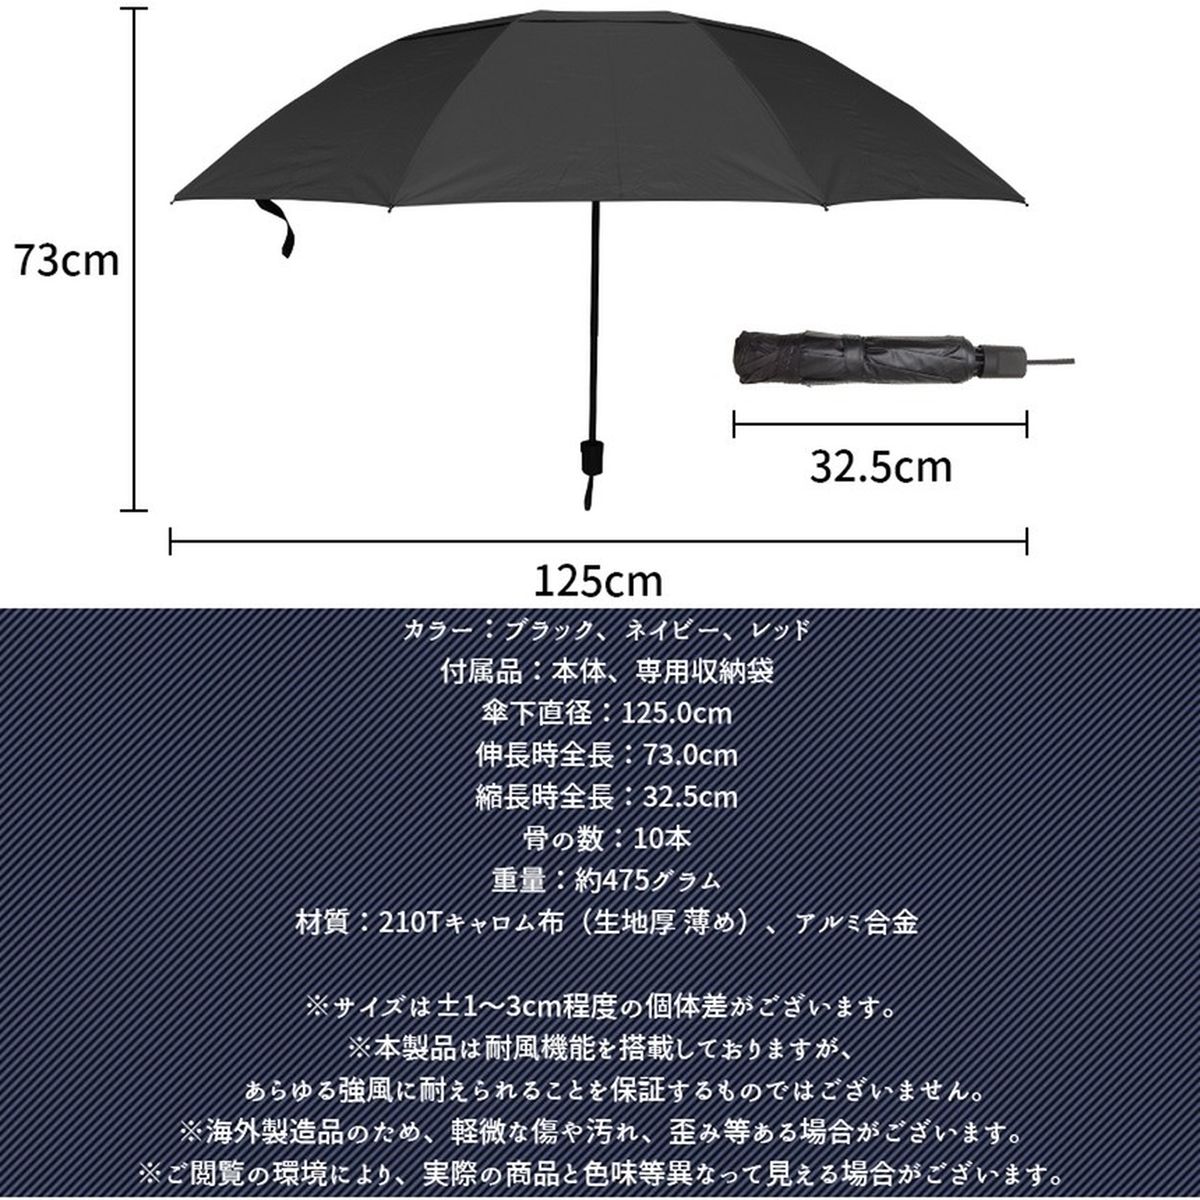 73cm
32.5cm
125cm
カラー：ブラック、ネイビー、レッド
付属品：本体、専用収納袋
傘下直径：125.0cm
伸長時全長：73.0cm
縮長時全長：32.5cm
骨の数：10本
重量：約475グラム
材質：210Tキャロム布（生地厚 薄め）、アルミ合金
※サイズは±1～3cm程度の個体差がございます。
※本製品は耐風機能を搭載しておりますが、
あらゆる強風に耐えられることを保証するものではございません。
※海外製造品のため、軽微な傷や汚れ、歪み等ある場合がございます。
※ご閲覧の環境により、実際の商品と色味等異なって見える場合がございます。